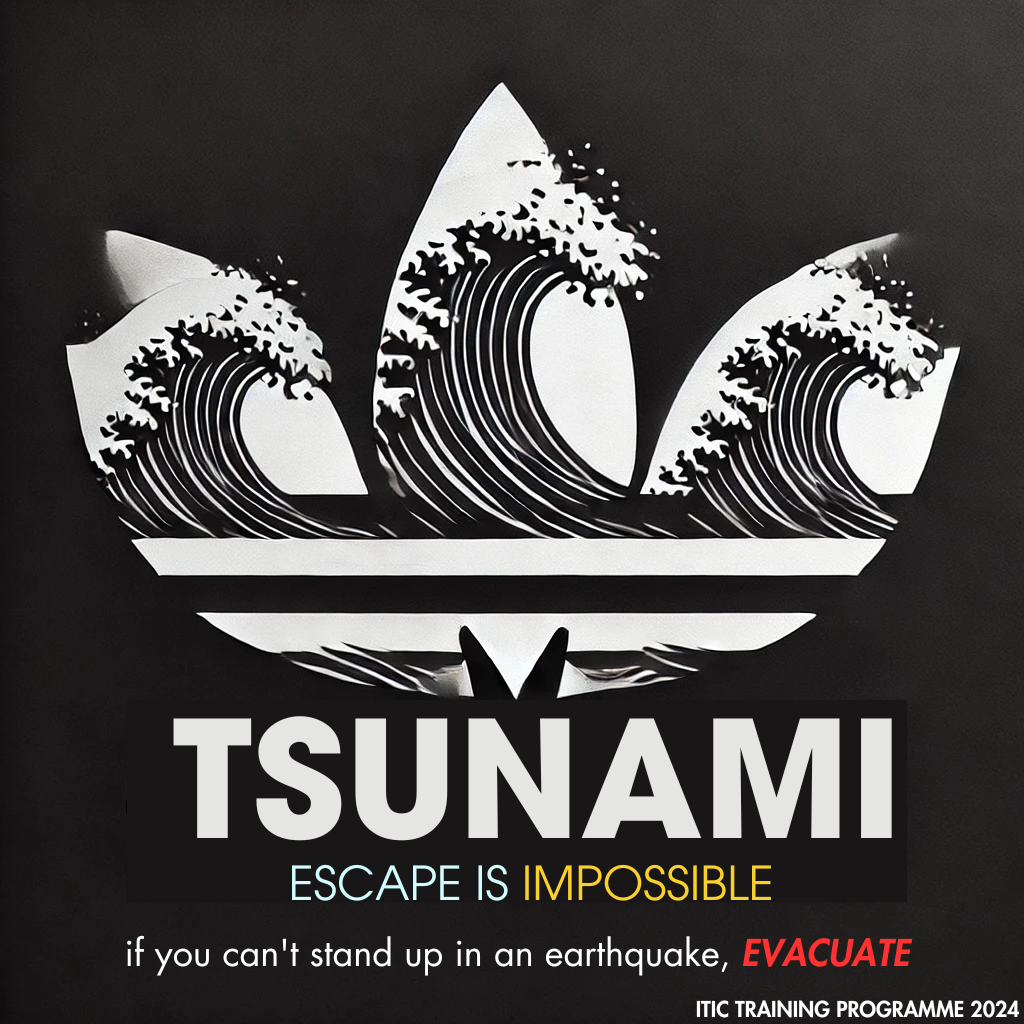 TSUNAMI
ESCAPE IS IMPOSSIBLE
if you can't stand up in an earthquake, EVACUATE
ITIC TRAINING PROGRAMME 2024